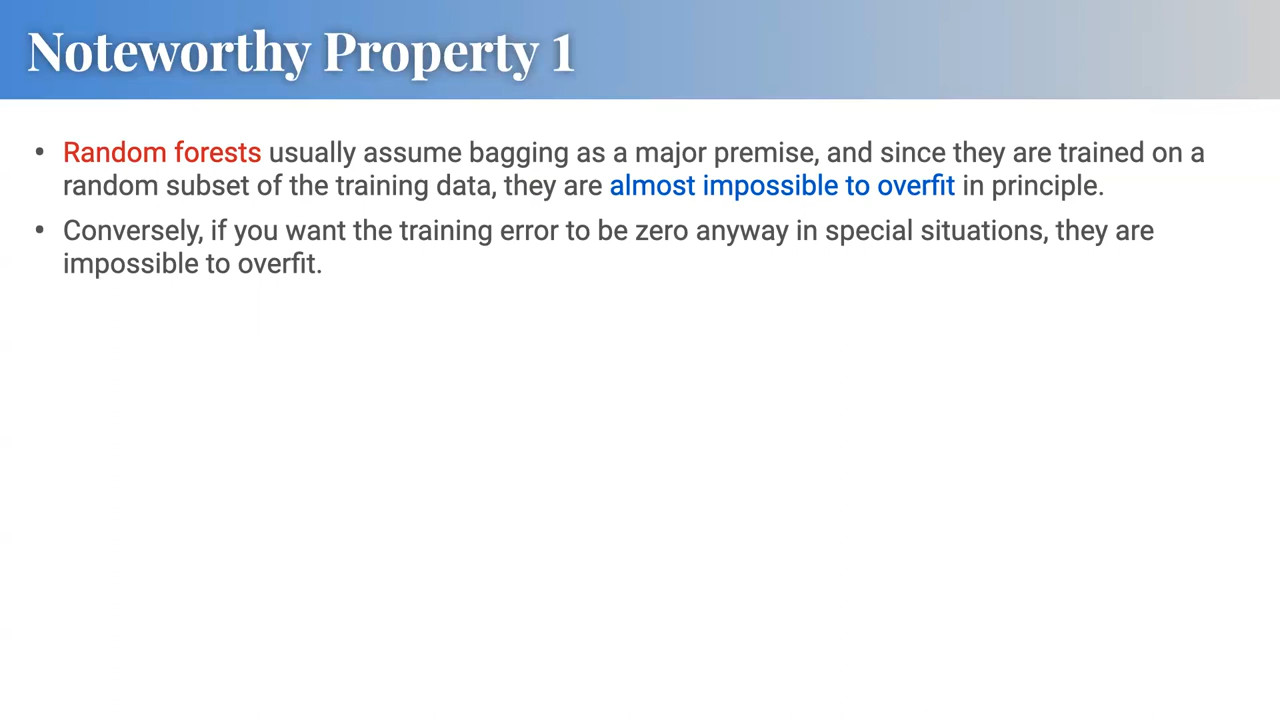 Noteworthy Property 1
• Random forests usually assume bagging as a major premise, and since they are trained on a
random subset of the training data, they are almost impossible to overfit in principle.
• Conversely, if you want the training error to be zero anyway in special situations, they are
impossible to overfit.